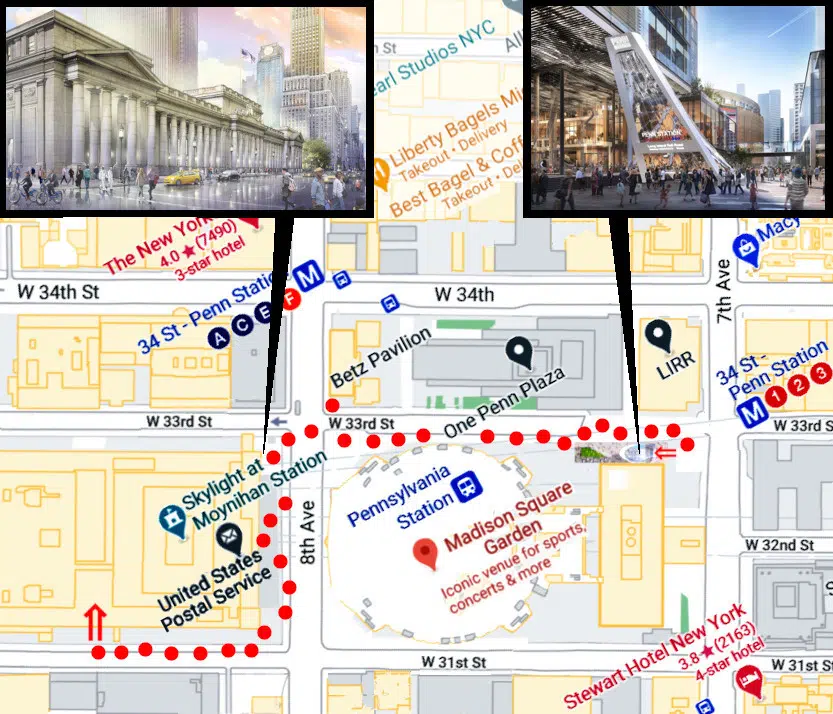 St
earl Studios NYC
All
Liberty Bagels Mi
Takeout • Delivery
Best Bagel & Coff
Takeout • Del
PENN STATION
The New York
4.0 ★ (7490)
3-star hotel
Macy
W 34th St
34 St - Penn Station
M
A C E F
W 34th
7th Ave
Betz Pavilion
One Penn Plaza
LIRR
34 St -
Penn Station
M 1 2 3
W 33rd St
W 33rd St
W 33rd S
Skylight at
Moynihan Station
Pennsylvania
Station
Madison Square
Garden
Iconic venue for sports,
concerts & more
8th Ave
United States
Postal Service
W 32nd St
S
W 31st St
W 31st St
Stewart Hotel New York
3.8 ★ (2163)
4-star hotel